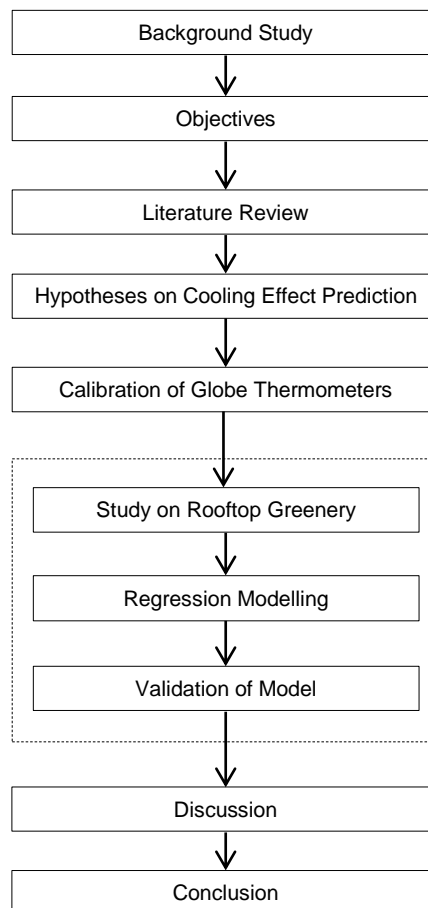 Background Study
Objectives
Literature Review
Hypotheses on Cooling Effect Prediction
Calibration of Globe Thermometers
Study on Rooftop Greenery
Regression Modelling
Validation of Model
Discussion
Conclusion